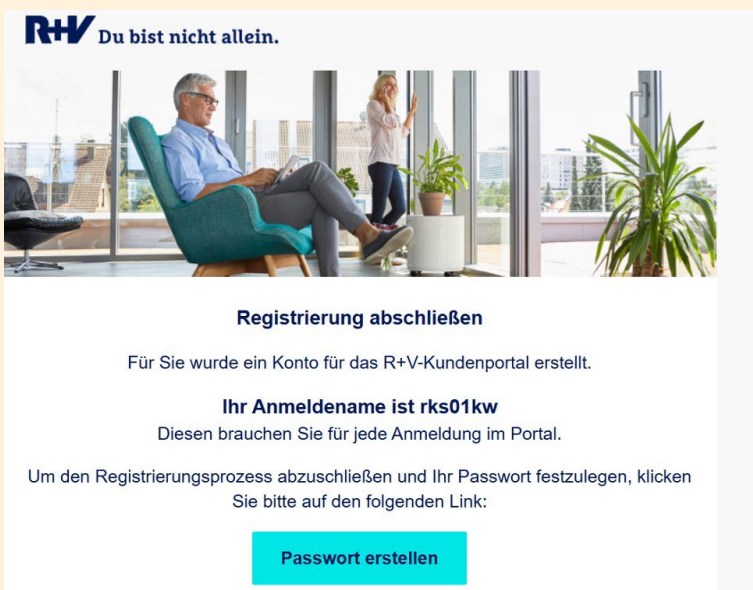 R+V Du bist nicht allein.
Registrierung abschließen
Für Sie wurde ein Konto für das R+V-Kundenportal erstellt.
Ihr Anmeldename ist rks01kw
Diesen brauchen Sie für jede Anmeldung im Portal.
Um den Registrierungsprozess abzuschließen und Ihr Passwort festzulegen, klicken
Sie bitte auf den folgenden Link:
Passwort erstellen